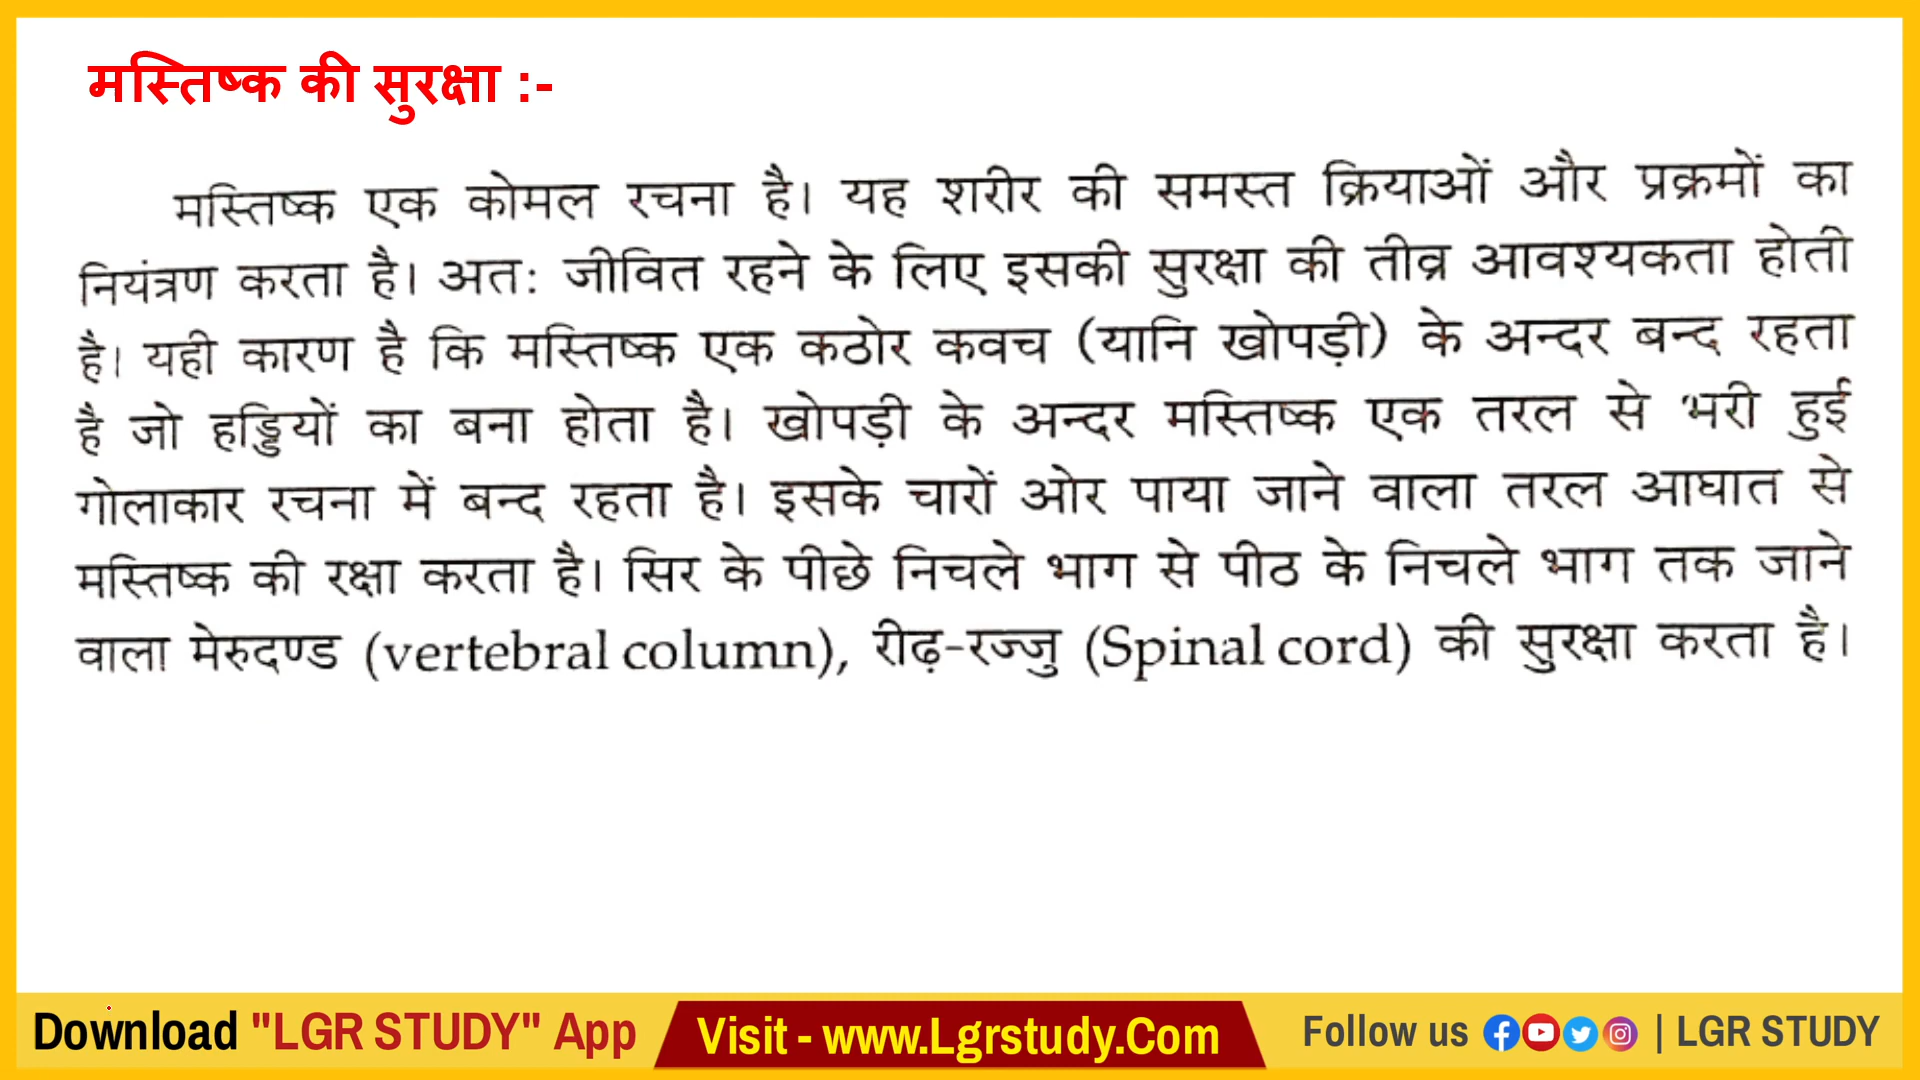 मस्तिष्क की सुरक्षा :-
मस्तिष्क एक कोमल रचना है। यह शरीर की समस्त क्रियाओं और प्रक्रमों का
नियंत्रण करता है। अत: जीवित रहने के लिए इसकी सुरक्षा की तीव्र आवश्यकता होती
है। यही कारण है कि मस्तिष्क एक कठोर कवच (यानि खोपड़ी) के अन्दर बन्द रहता
है जो हड्डियों का बना होता है। खोपड़ी के अन्दर मस्तिष्क एक तरल से भरी हुई
गोलाकार रचना में बन्द रहता है। इसके चारों ओर पाया जाने वाला तरल आघात से
मस्तिष्क की रक्षा करता है। सिर के पीछे निचले भाग से पीठ के निचले भाग तक जाने
वाला मेरुदण्ड (vertebral column), रीढ़-रज्जु (Spinal cord) की सुरक्षा करता है।
Download "LGR STUDY" App Visit - www.Lgrstudy.Com Follow us | LGR STUDY